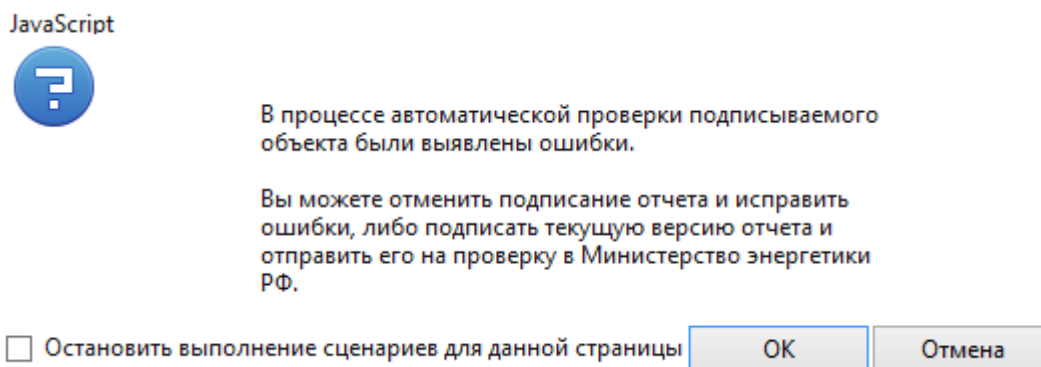 JavaScript
В процессе автоматической проверки подписываемого
объекта были выявлены ошибки.
Вы можете отменить подписание отчета и исправить
ошибки, либо подписать текущую версию отчета и
отправить его на проверку в Министерство энергетики
РФ.
Остановить выполнение сценариев для данной страницы
OK
Отмена